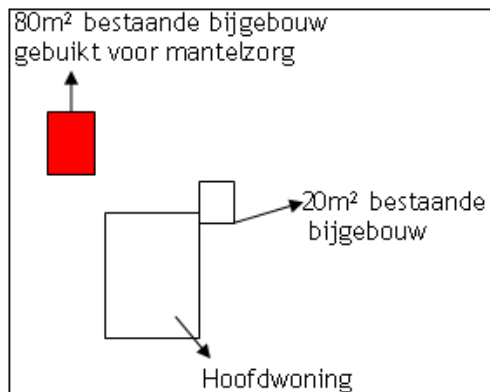 80m² bestaande bijgebouw
gebuikt voor mantelzorg
20m² bestaande
bijgebouw
Hoofdwoning